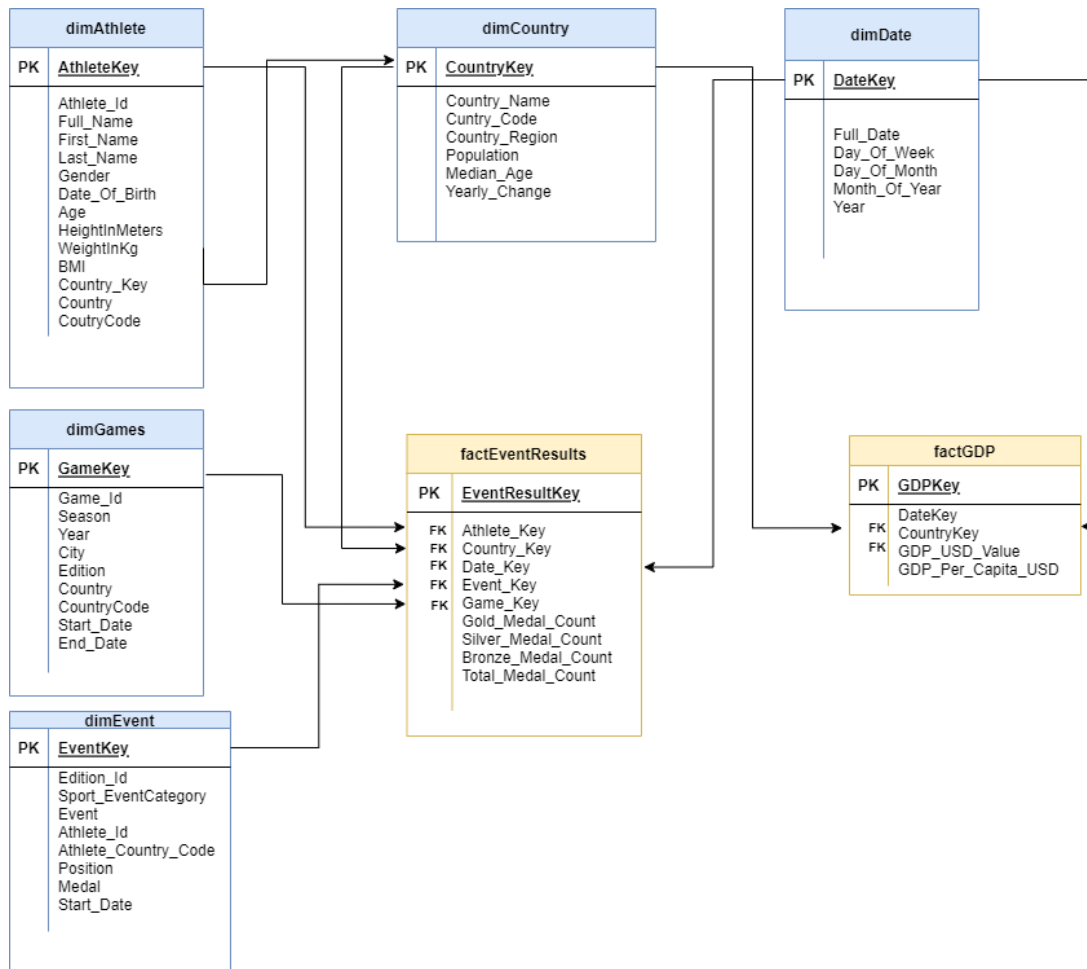 dimAthlete
PK AthleteKey
Athlete_Id
Full_Name
First_Name
Last_Name
Gender
Date_Of_Birth
Age
HeightInMeters
WeightInKg
BMI
Country_Key
Country
CoutryCode
dimCountry
PK CountryKey
Country_Name
Cuntry_Code
Country_Region
Population
Median_Age
Yearly_Change
dimDate
PK DateKey
Full_Date
Day_Of_Week
Day_Of_Month
Month_Of_Year
Year
dimGames
PK GameKey
Game_Id
Season
Year
City
Edition
Country
CountryCode
Start_Date
End_Date
factEventResults
PK EventResultKey
FK Athlete_Key
FK Country_Key
FK Date_Key
FK Event_Key
FK Game_Key
Gold_Medal_Count
Silver_Medal_Count
Bronze_Medal_Count
Total_Medal_Count
factGDP
PK GDPKey
DateKey
FK CountryKey
FK GDP_USD_Value
GDP_Per_Capita_USD
dimEvent
PK EventKey
Edition_Id
Sport_EventCategory
Event
Athlete_Id
Athlete_Country_Code
Position
Medal
Start_Date